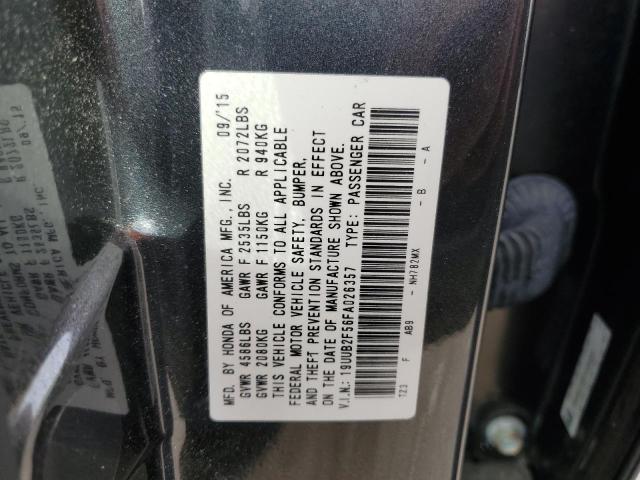 MFD. BY HONDA OF AMERICA MFG., INC. 09/'15
GVWR 4586LBS GAWR F 2535LBS R 2072LBS
GVWR 2080KG GAWR F 1150KG R 940KG
THIS VEHICLE CONFORMS TO ALL APPLICABLE
FEDERAL MOTOR VEHICLE SAFETY, BUMPER,
AND THEFT PREVENTION STANDARDS IN EFFECT
ON THE DATE OF MANUFACTURE SHOWN ABOVE.
V.I.N.: 19UUB2F56FA026357 TYPE: PASSENGER CAR
TZ3 F AB9 - NH782MX - B - A